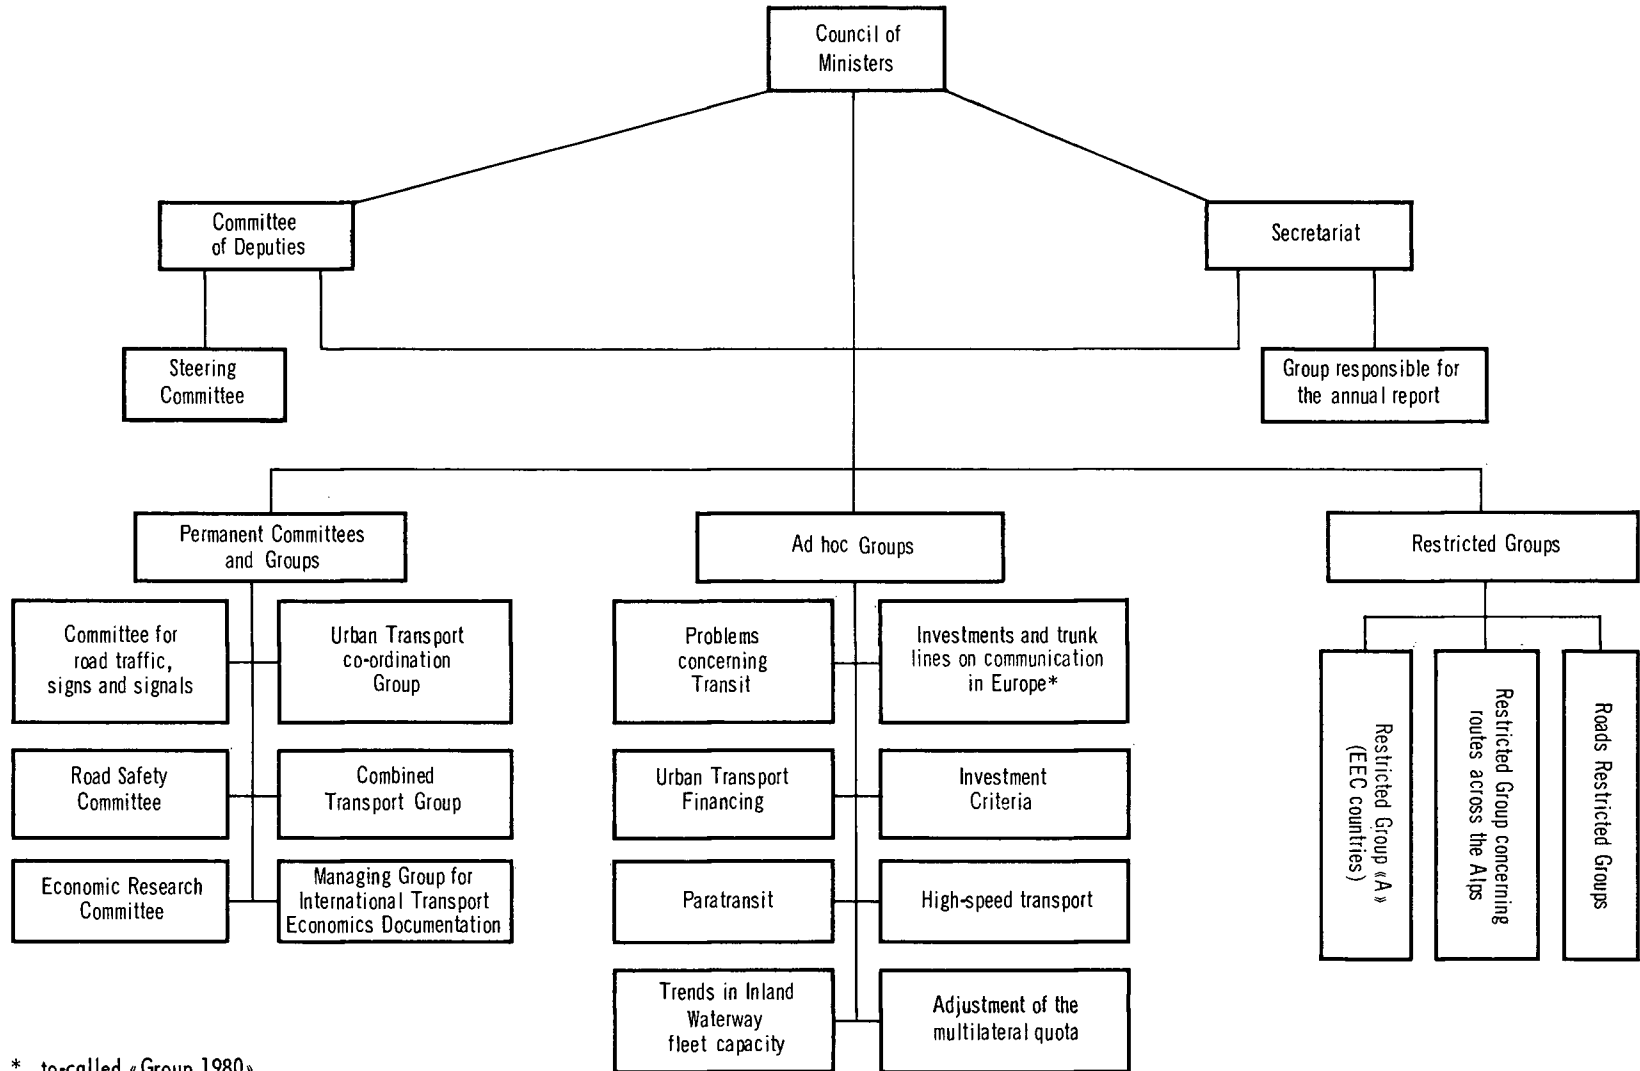 Council of
Ministers
Committee
of Deputies
Secretariat
Steering
Committee
Group responsible for
the annual report
Permanent Committees
and Groups
Ad hoc Groups
Restricted Groups
Committee for
road traffic,
signs and signals
Urban Transport
co-ordination
Group
Road Safety
Committee
Combined
Transport Group
Economic Research
Committee
Managing Group for
International Transport
Economics Documentation
Problems
concerning
Transit
Investments and trunk
lines on communication
in Europe*
Urban Transport
Financing
Investment
Criteria
Paratransit
High-speed transport
Trends in Inland
Waterway
fleet capacity
Adjustment of the
multilateral quota
Restricted Group «A»
(EEC countries)
Restricted Group concerning
routes across the Alps
Roads Restricted Groups
* to-called «Group 1980»